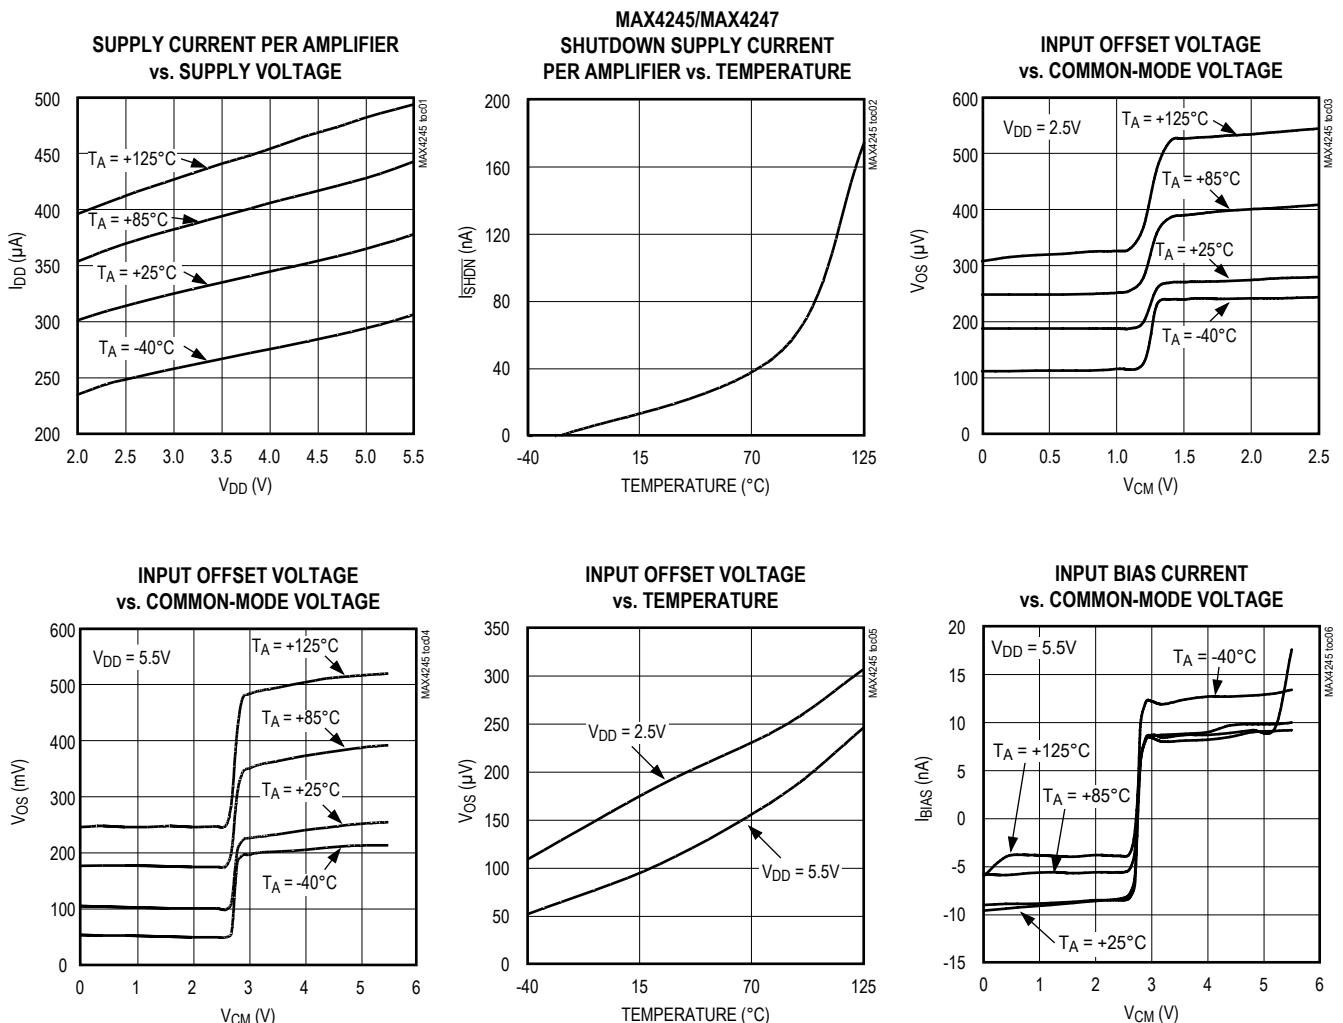 SUPPLY CURRENT PER AMPLIFIER
vs. SUPPLY VOLTAGE
MAX4245 toc01
500
450
400
350
300
250
200
IDD (µA)
TA = +125°C
TA = +85°C
TA = +25°C
TA = -40°C
2.0 2.5 3.0 3.5 4.0 4.5 5.0 5.5
VDD (V)
MAX4245/MAX4247
SHUTDOWN SUPPLY CURRENT
PER AMPLIFIER vs. TEMPERATURE
MAX4245 toc02
200
160
120
80
40
0
ISHDN (nA)
-40 15 70 125
TEMPERATURE (°C)
INPUT OFFSET VOLTAGE
vs. COMMON-MODE VOLTAGE
MAX4245 toc03
600
500
400
300
200
100
0
VOS (µV)
VDD = 2.5V
TA = +125°C
TA = +85°C
TA = +25°C
TA = -40°C
0 0.5 1.0 1.5 2.0 2.5
VCM (V)
INPUT OFFSET VOLTAGE
vs. COMMON-MODE VOLTAGE
MAX4245 toc04
600
500
400
300
200
100
0
VOS (mV)
VDD = 5.5V
TA = +125°C
TA = +85°C
TA = +25°C
TA = -40°C
0 1 2 3 4 5 6
VCM (V)
INPUT OFFSET VOLTAGE
vs. TEMPERATURE
MAX4245 toc05
350
300
250
200
150
100
50
0
VOS (µV)
VDD = 2.5V
VDD = 5.5V
-40 15 70 125
TEMPERATURE (°C)
INPUT BIAS CURRENT
vs. COMMON-MODE VOLTAGE
MAX4245 toc06
20
15
10
5
0
-5
-10
-15
IBIAS (nA)
VDD = 5.5V
TA = -40°C
TA = +125°C
TA = +85°C
TA = +25°C
0 1 2 3 4 5 6
VCM (V)